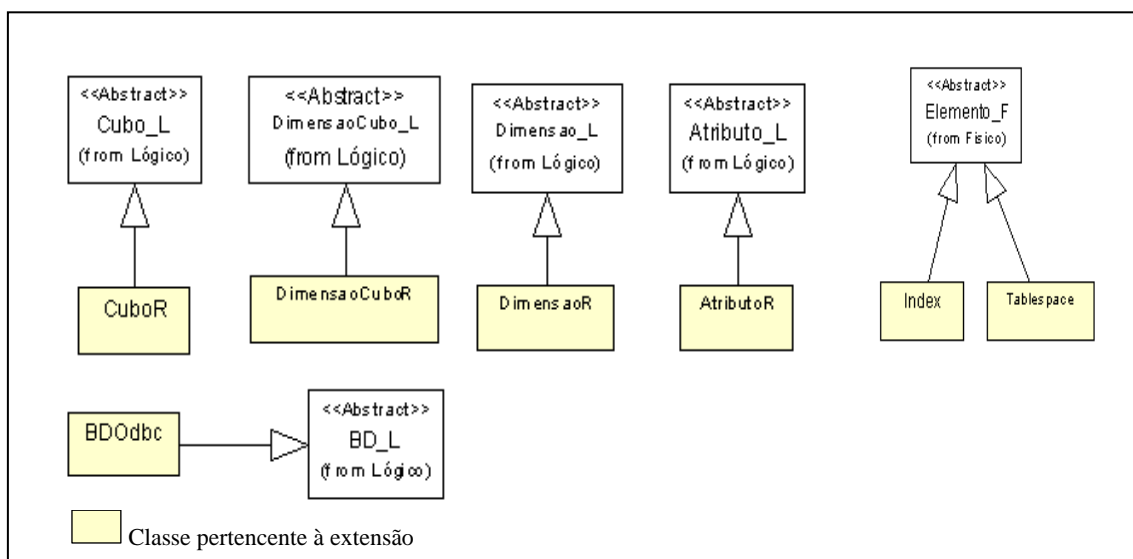 <<Abstract>>
Cubo_L
(from Lógico)
<<Abstract>>
DimensaoCubo_L
(from Lógico)
<<Abstract>>
Dimensao_L
(from Lógico)
<<Abstract>>
Atributo_L
(from Lógico)
<<Abstract>>
Elemento_F
(from Fisico)
CuboR
DimensaoCuboR
DimensaoR
AtributoR
Index
Tablespace
BDOdbc
<<Abstract>>
BD_L
(from Lógico)
Classe pertencente à extensão